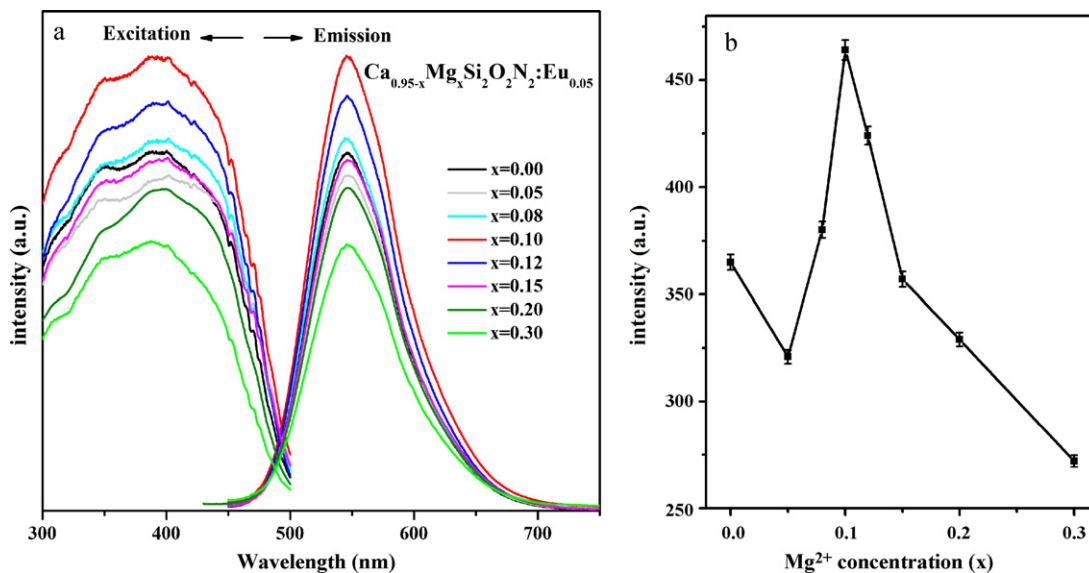 a
Excitation
Emission
Ca0.95-xMgxSi2O2N2:Eu0.05
x=0.00
x=0.05
x=0.08
x=0.10
x=0.12
x=0.15
x=0.20
x=0.30
intensity (a.u.)
300 400 500 600 700
Wavelength (nm)
b
450
400
350
300
250
intensity (a.u.)
0.0 0.1 0.2 0.3
Mg2+ concentration (x)